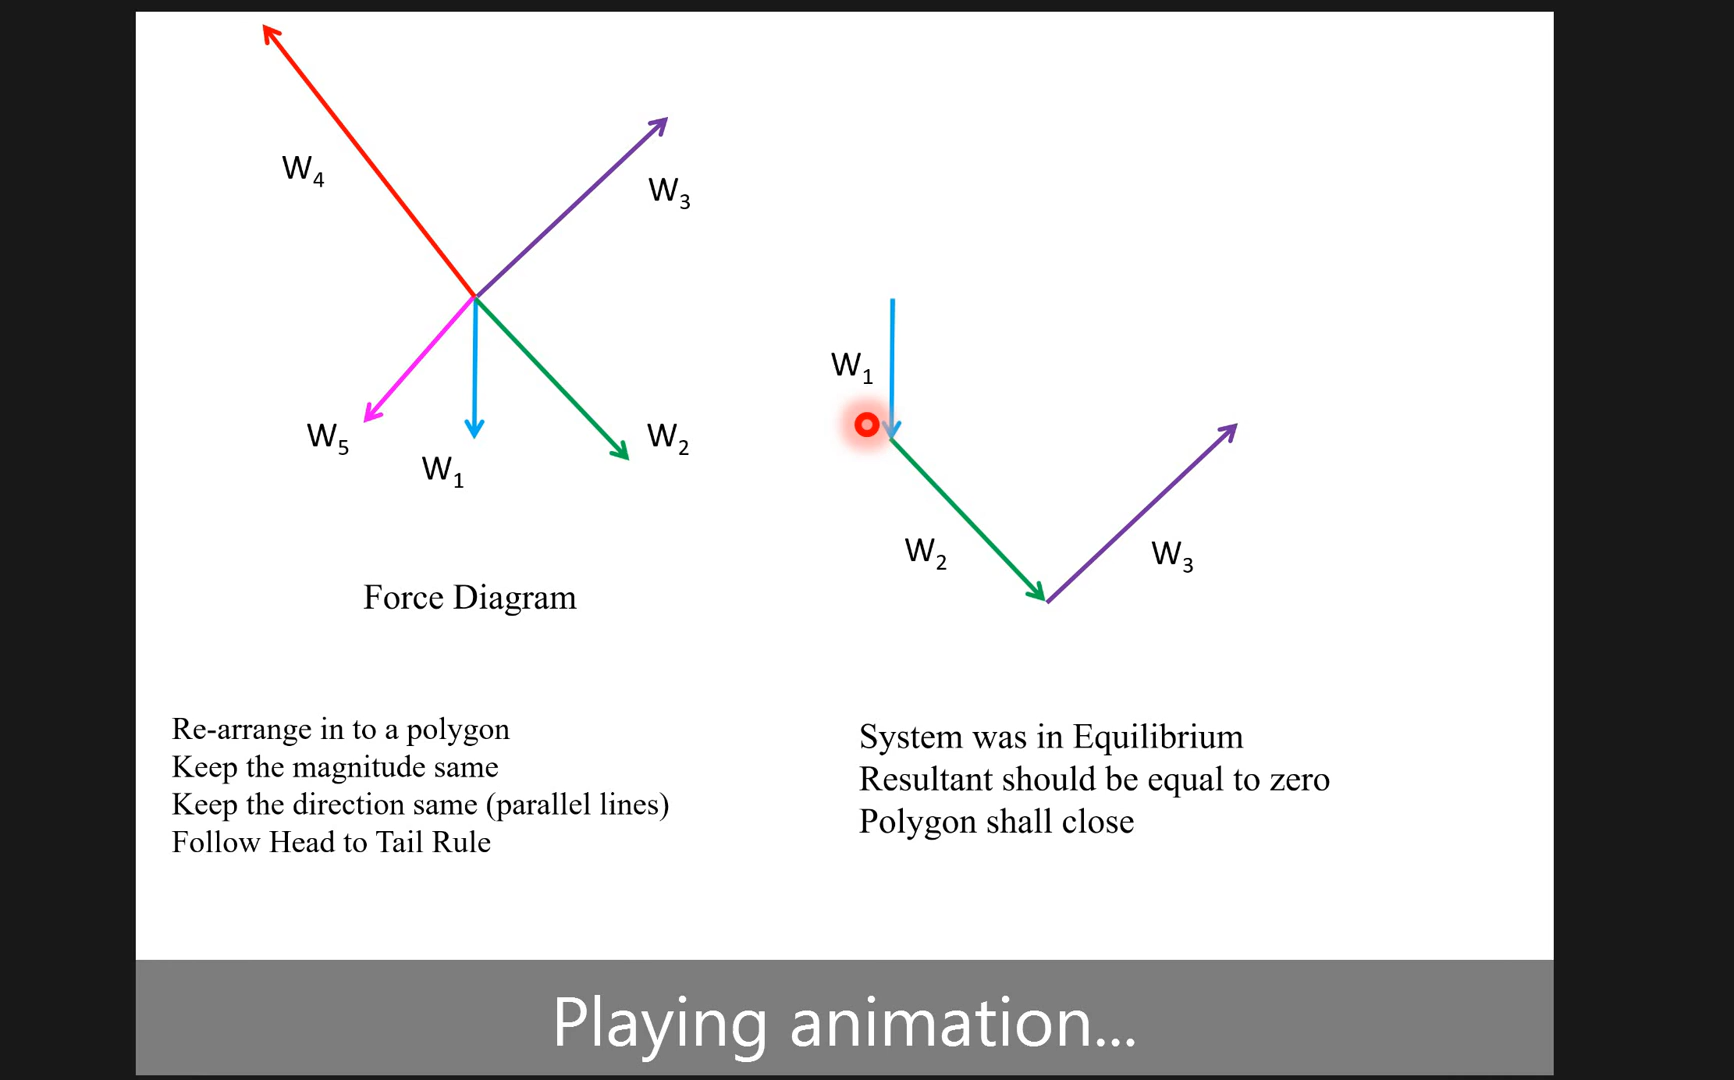 W4
W3
W5
W1
W2
Force Diagram
W1
W2
W3
Re-arrange in to a polygon
Keep the magnitude same
Keep the direction same (parallel lines)
Follow Head to Tail Rule
System was in Equilibrium
Resultant should be equal to zero
Polygon shall close
Playing animation...